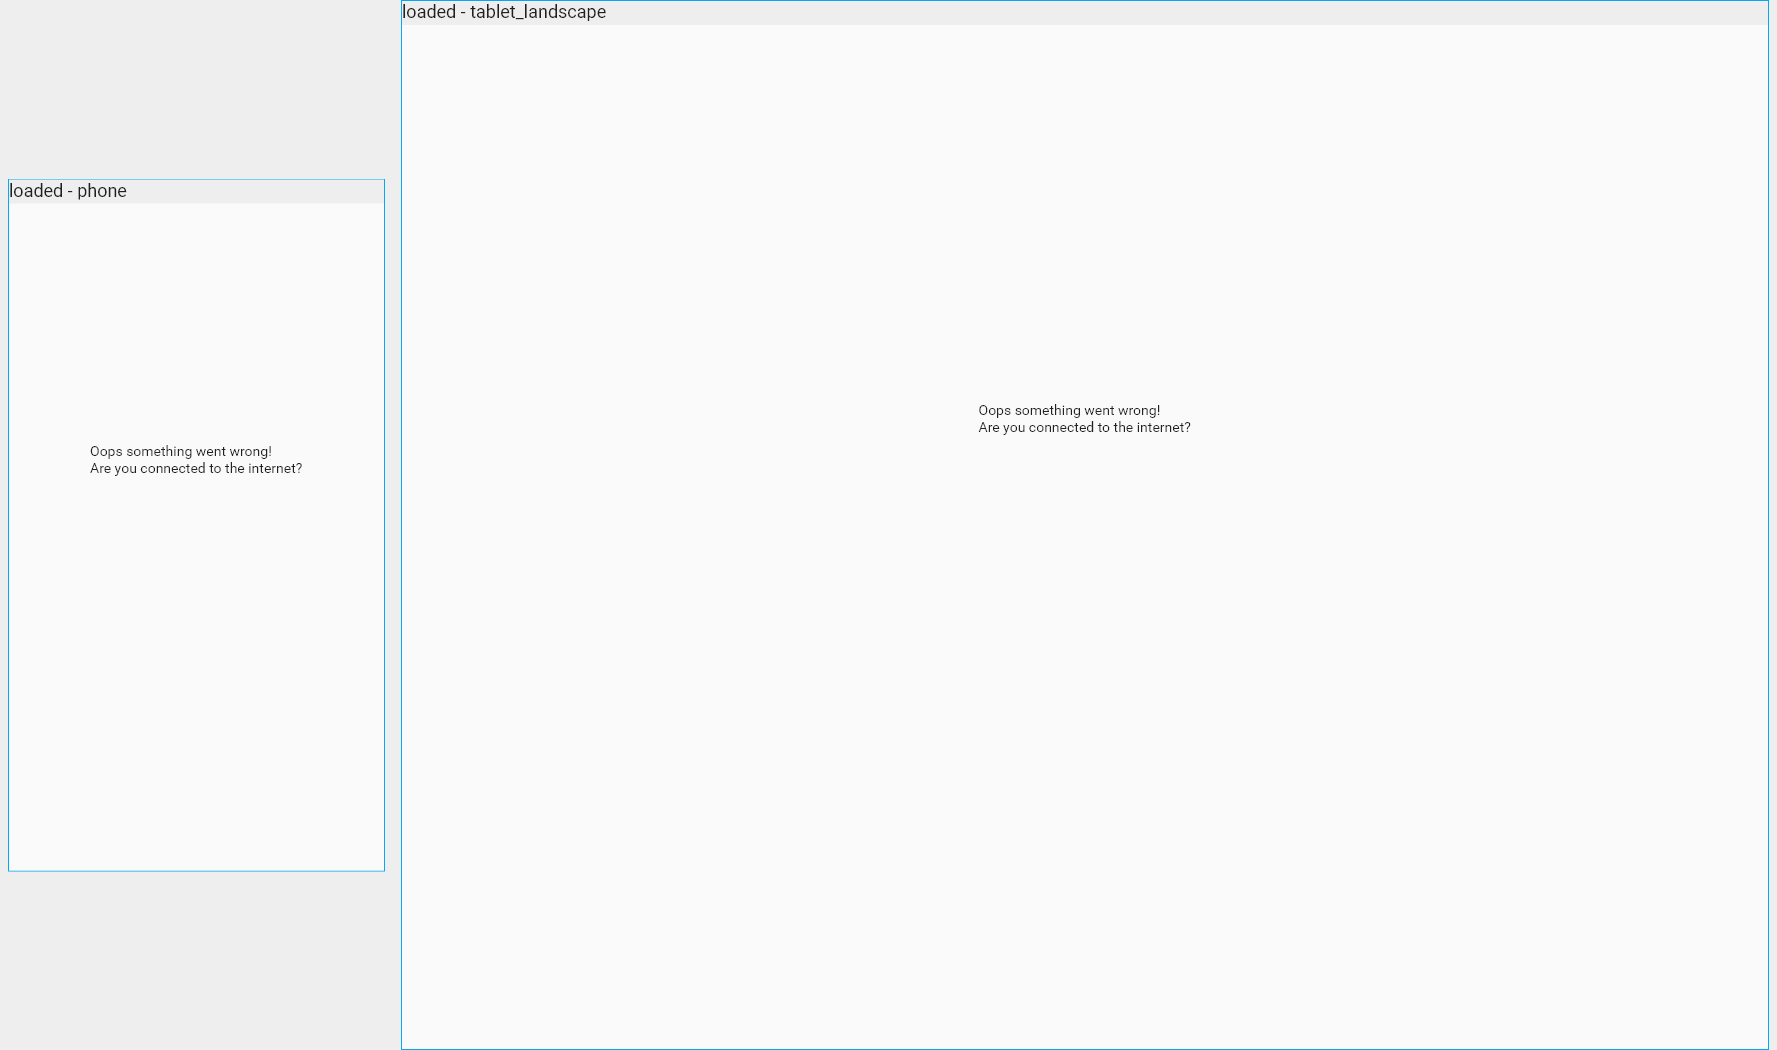 loaded - phone
Oops something went wrong!
Are you connected to the internet?
loaded - tablet_landscape
Oops something went wrong!
Are you connected to the internet?